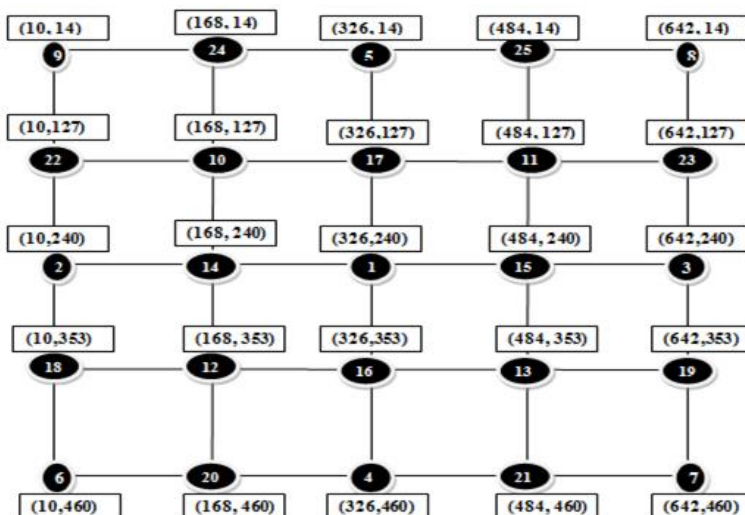 (10, 14) (168, 14) (326, 14) (484, 14) (642, 14)
9 24 5 25 8
(10,127) (168, 127) (326,127) (484, 127) (642,127)
22 10 17 11 23
(10,240) (168, 240) (326,240) (484, 240) (642,240)
2 14 1 15 3
(10,353) (168, 353) (326,353) (484, 353) (642,353)
18 12 16 13 19
6 20 4 21 7
(10,460) (168, 460) (326,460) (484, 460) (642,460)